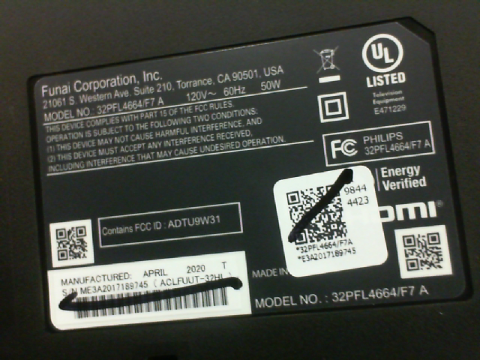 Funai Corporation, Inc.
21061 S. Western Ave. Suite 210, Torrance, CA 90501. USA
MODEL NO.: 32PFL4664/F7 A 120V~ 60Hz 50W
THIS DEVICE COMPLIES WITH PART 15 OF THE FCC RULES.
OPERATION IS SUBJECT TO THE FOLLOWING TWO CONDITIONS:
(1) THIS DEVICE MAY NOT CAUSE HARMFUL INTERFERENCE, AND
(2) THIS DEVICE MUST ACCEPT ANY INTERFERENCE RECEIVED,
INCLUDING INTERFERENCE THAT MAY CAUSE UNDESIRED OPERATION.
UL
LISTED
Television
Equipment
E471229
FC PHILIPS
32PFL4664/F7 A
Energy
Verified
9844
4423
*32PFL4664/F7A
*E3A2017189745
Contains FCC ID : ADTU9W31
MANUFACTURED: APRIL 2020 T
S/N ME3A2017189745 (AOLFUUT-32HL)
MADE IN
MODEL NO. : 32PFL4664/F7 A